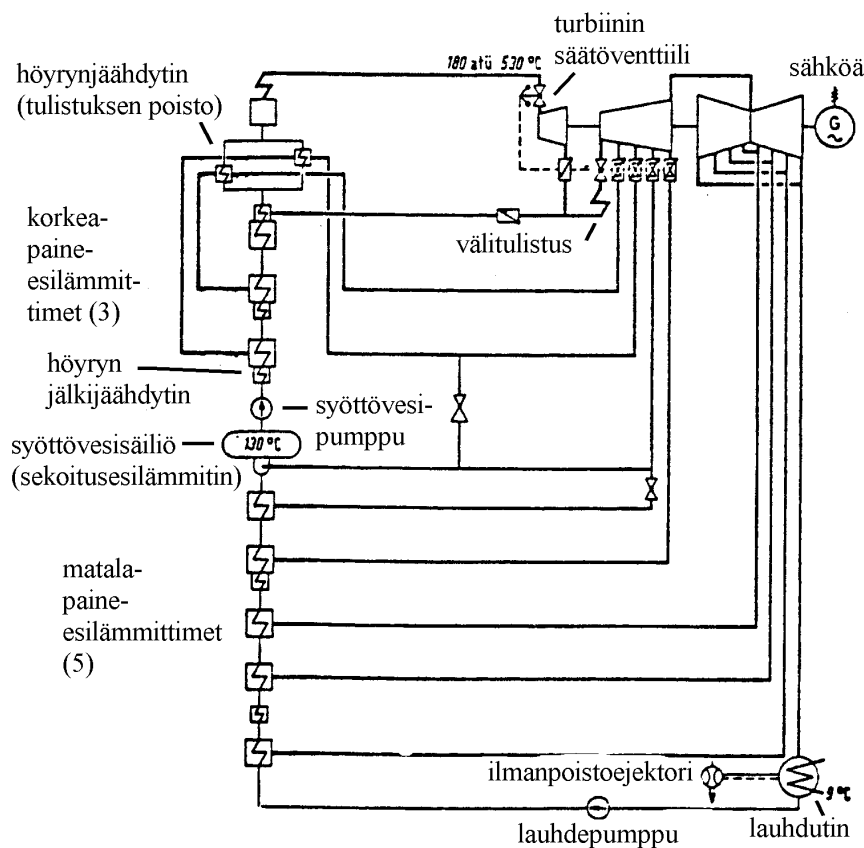 turbiinin
säätöventtiili
180 atü 530 °C
sähköä
G
~
höyrynjäähdytin
(tulistuksen poisto)
välitulistus
korkea-
paine-
esilämmit-
timet (3)
höyryn
jälkijäähdytin
syöttövesi-
pumppu
syöttövesisäiliö
(sekoitusesilämmitin)
130 °C
matala-
paine-
esilämmittimet
(5)
ilmanpoistoejektori
9 °C
lauhdutin
lauhdepumppu